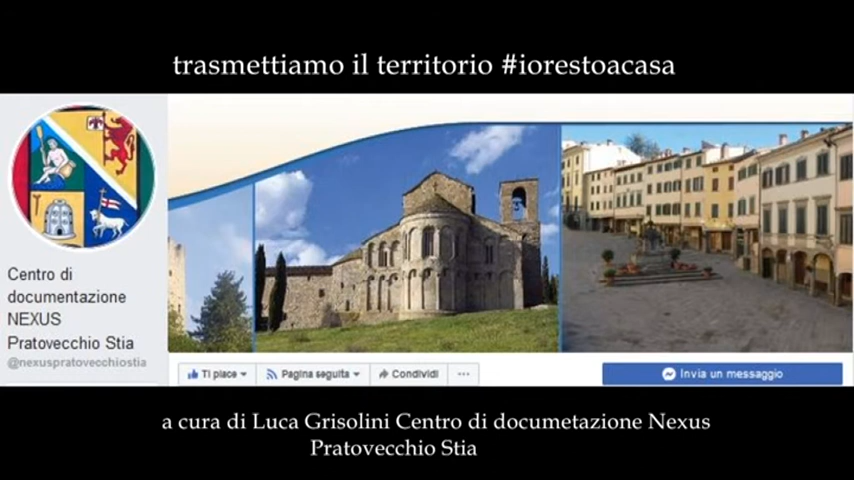 trasmettiamo il territorio #iorestoacasa
Centro di
documentazione
NEXUS
Pratovecchio Stia
@nexuspratovecchiostia
Ti piace
Pagina seguita
Condividi
Invia un messaggio
a cura di Luca Grisolini Centro di documetazione Nexus
Pratovecchio Stia